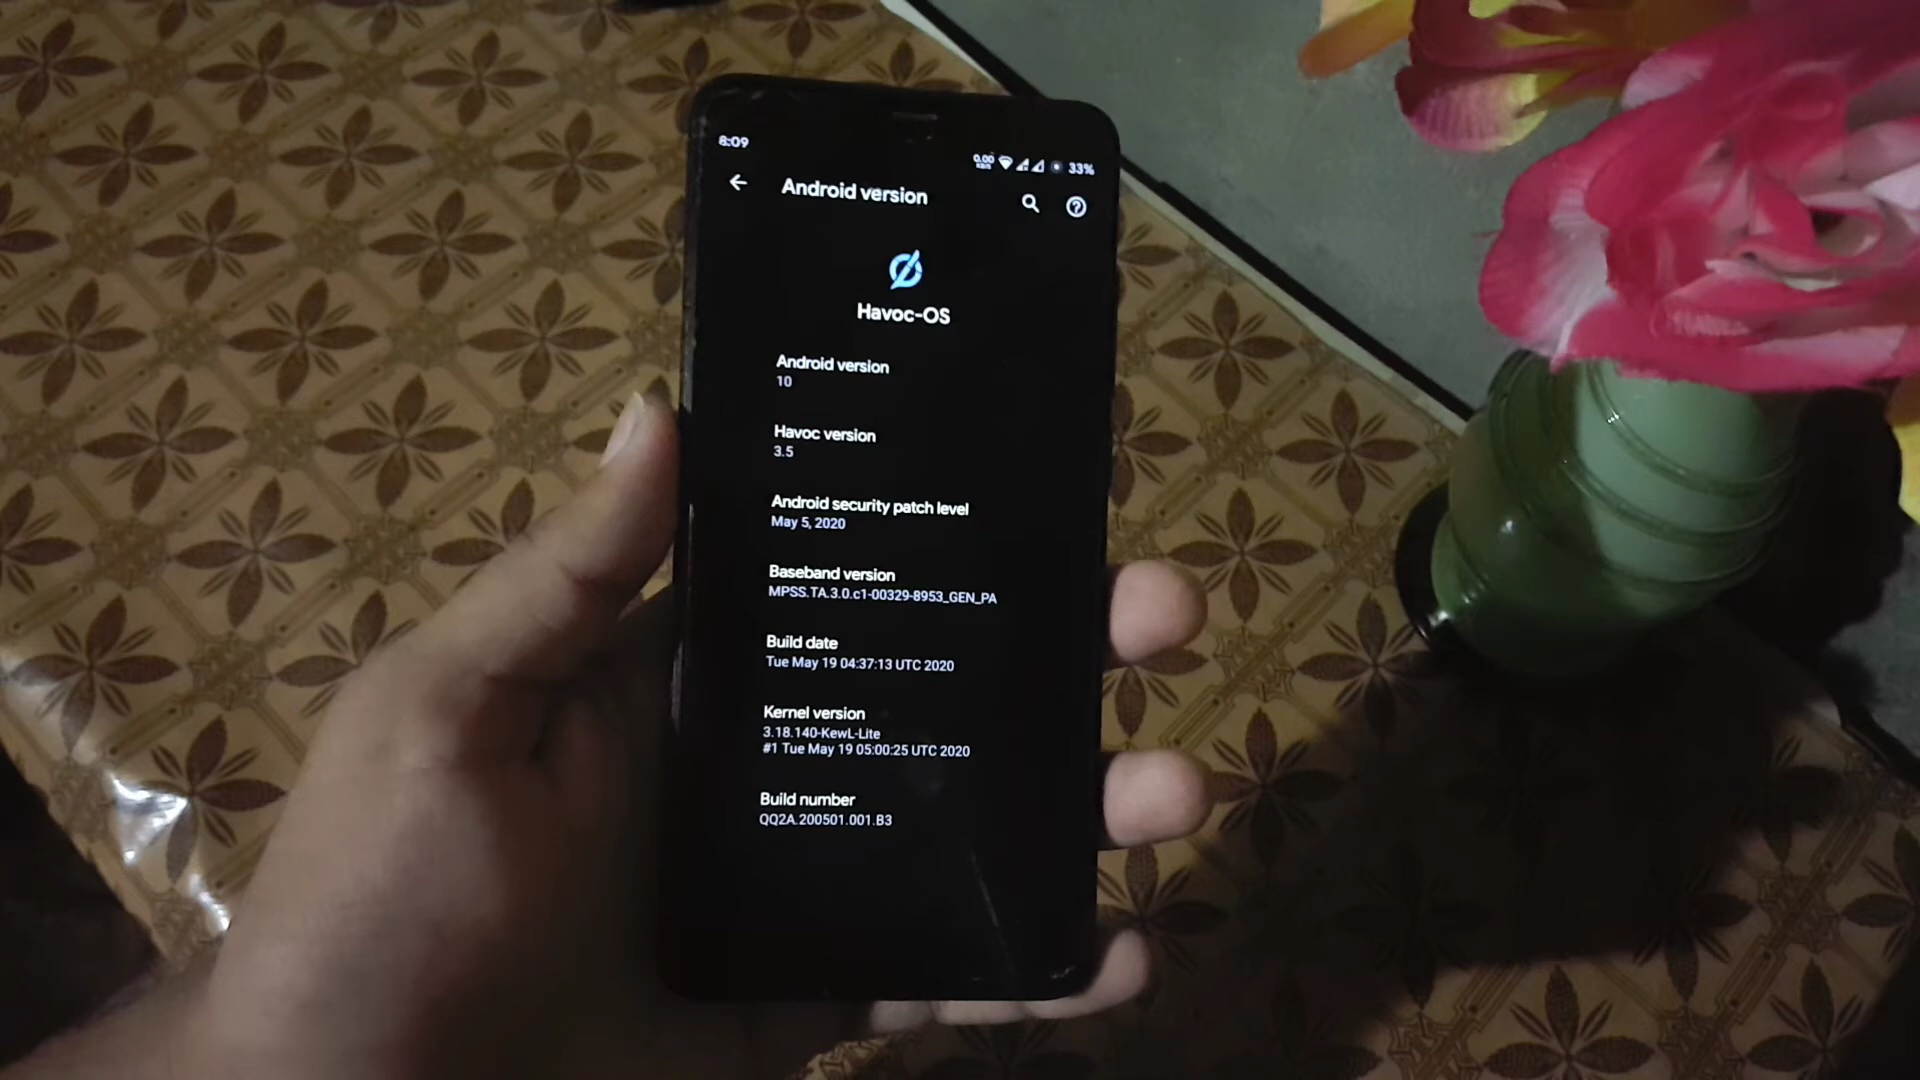 8:09
0.00
KB/S
33%
Android version
Havoc-OS
Android version
10
Havoc version
3.5
Android security patch level
May 5, 2020
Baseband version
MPSS.TA.3.0.c1-00329-8953_GEN_PA
Build date
Tue May 19 04:37:13 UTC 2020
Kernel version
3.18.140-KewL-Lite
#1 Tue May 19 05:00:25 UTC 2020
Build number
QQ2A.200501.001.B3